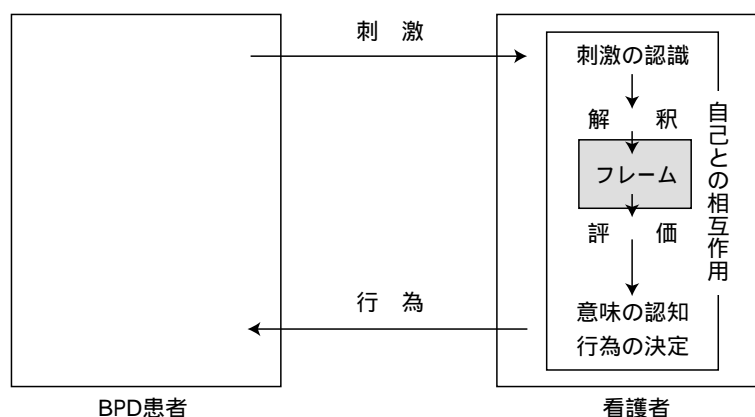 刺　激
刺激の認識
解　釈
フレーム
評　価
自己との相互作用
行　為
意味の認知
行為の決定
BPD患者
看護者